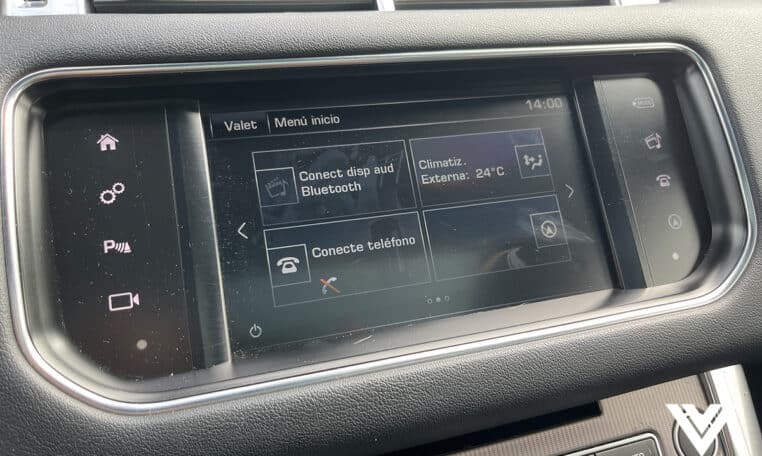 14:00
Valet
Menú inicio
Conect disp aud
Bluetooth
Climatiz.
Externa: 24°C
Conecte teléfono
P